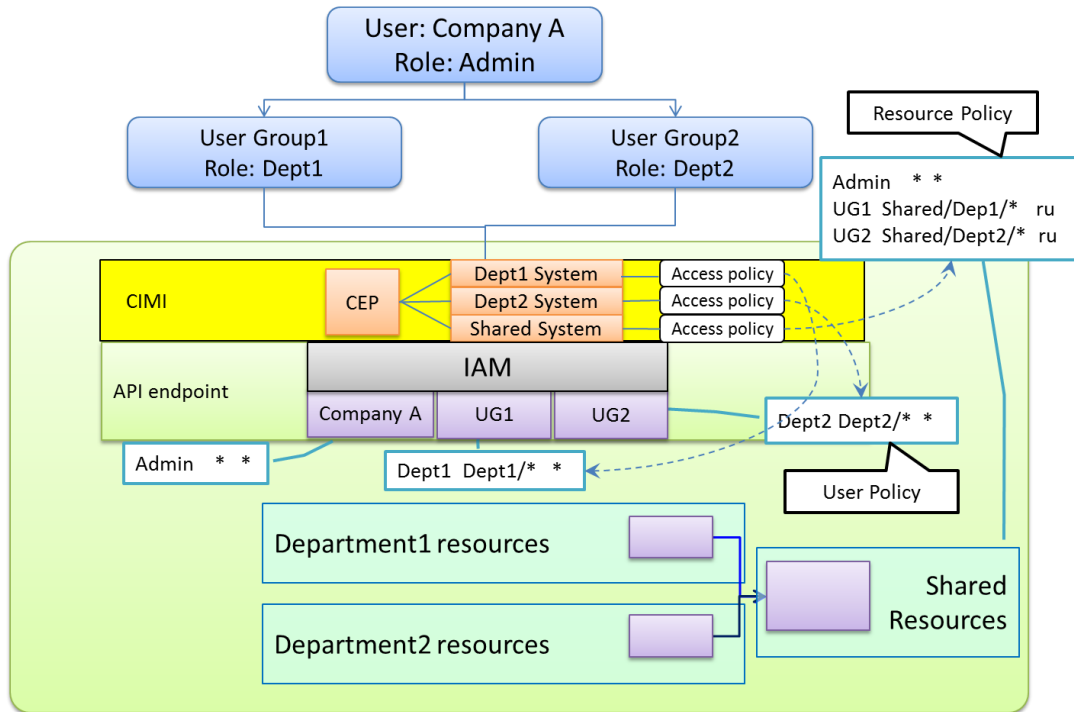 User: Company A
Role: Admin
User Group1
Role: Dept1
User Group2
Role: Dept2
Resource Policy
Admin * *
UG1 Shared/Dep1/* ru
UG2 Shared/Dept2/* ru
CIMI
CEP
Dept1 System
Access policy
Dept2 System
Access policy
Shared System
Access policy
API endpoint
IAM
Company A
UG1
UG2
Admin * *
Dept1 Dept1/* *
Dept2 Dept2/* *
User Policy
Department1 resources
Department2 resources
Shared
Resources